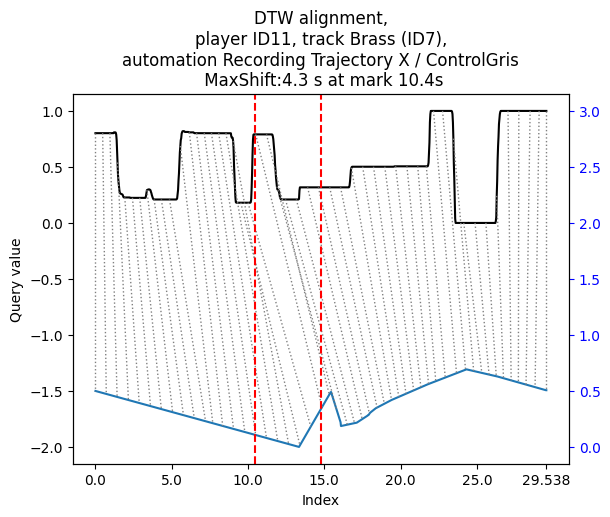 DTW alignment,
player ID11, track Brass (ID7),
automation Recording Trajectory X / ControlGris
MaxShift:4.3 s at mark 10.4s
1.0
0.5
0.0
−0.5
−1.0
−1.5
−2.0
Query value
3.0
2.5
2.0
1.5
1.0
0.5
0.0
0.0 5.0 10.0 15.0 20.0 25.0 29.538
Index